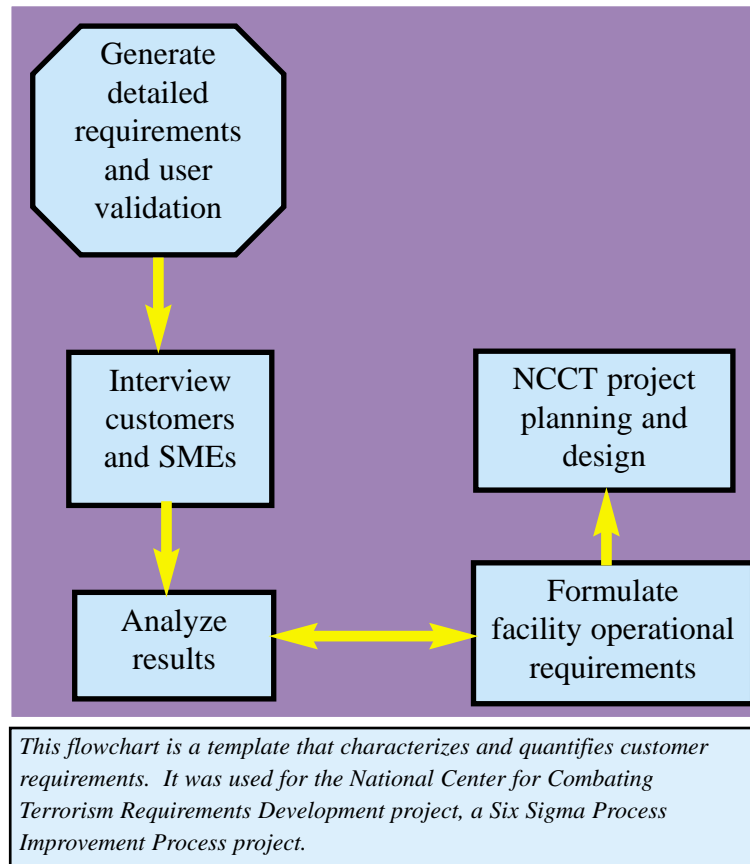 Generate
detailed
requirements
and user
validation
Interview
customers
and SMEs
Analyze
results
Formulate
facility operational
requirements
NCCT project
planning and
design
This flowchart is a template that characterizes and quantifies customer
requirements.  It was used for the National Center for Combating
Terrorism Requirements Development project, a Six Sigma Process
Improvement Process project.